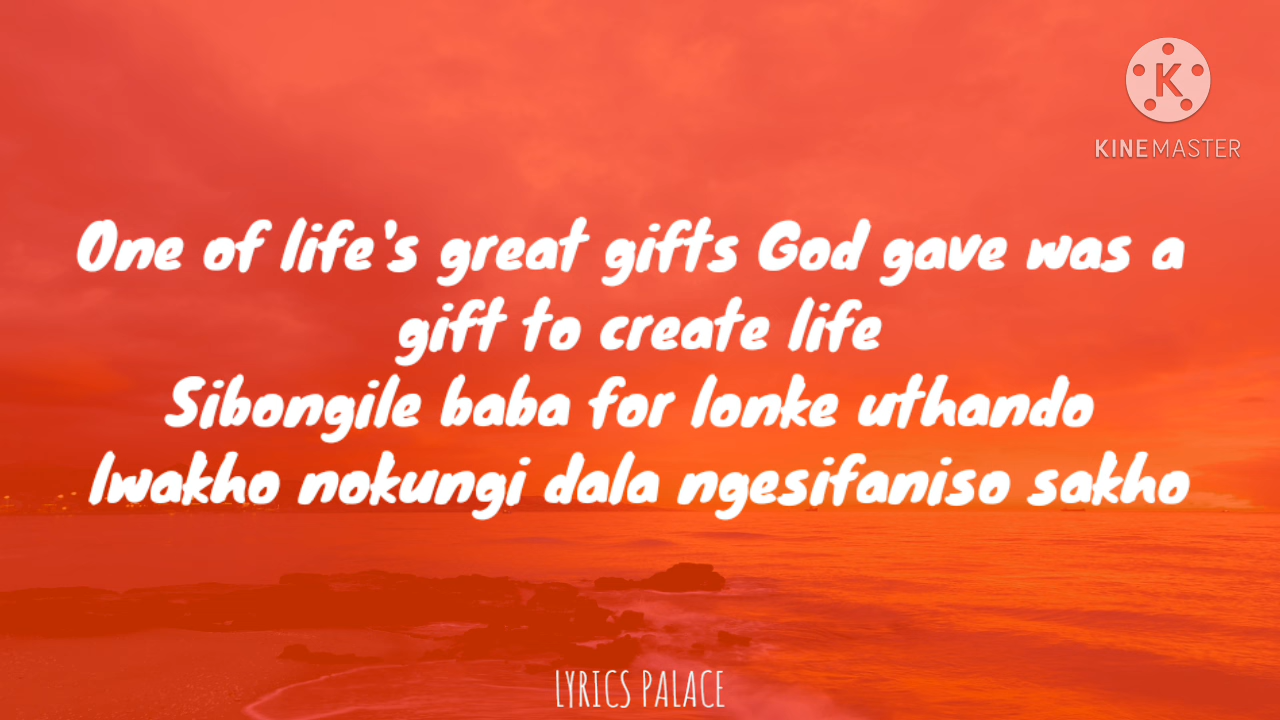 K
KINEMASTER
One of life's great gifts God gave was a
gift to create life
Sibongile baba for lonke uthando
lwakho nokungi dala ngesifaniso sakho
LYRICS PALACE